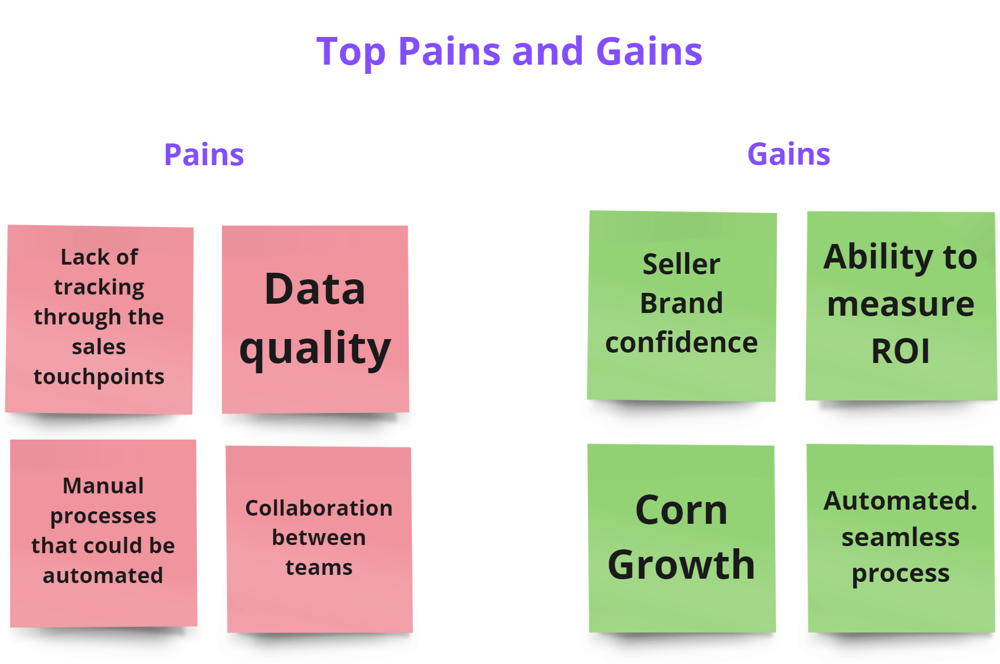 Top Pains and Gains
Pains
Lack of
tracking
through the
sales
touchpoints
Data
quality
Manual
processes
that could be
automated
Collaboration
between
teams
Gains
Seller
Brand
confidence
Ability to
measure
ROI
Corn
Growth
Automated.
seamless
process